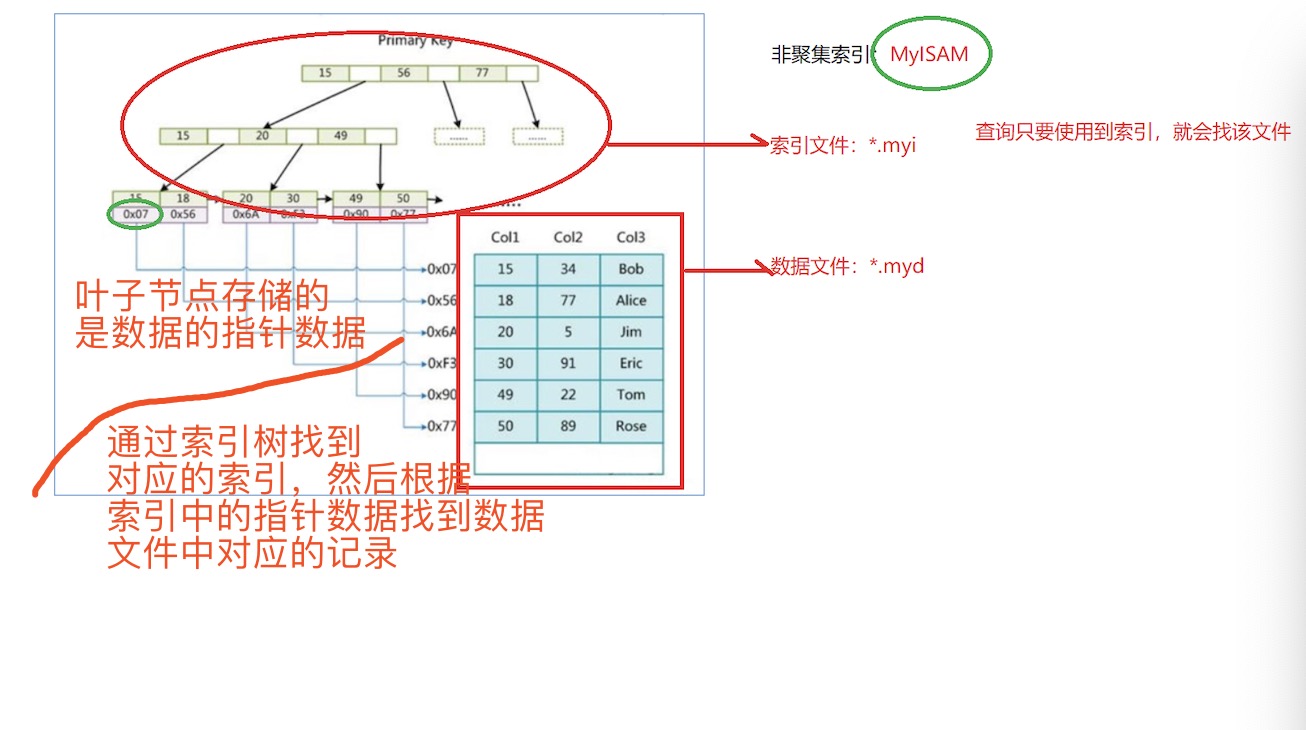 Primary Key
非聚集索引: MyISAM
15 56 77
查询只要使用到索引，就会找该文件
15 20 49 ...... ......
索引文件：*.myi
15 18 20 30 49 50
0x07 0x56 0x6A 0xF3 0x90 0x77
.....
Col1 Col2 Col3
数据文件：*.myd
0x07 15 34 Bob
0x56 18 77 Alice
0x6A 20 5 Jim
0xF3 30 91 Eric
0x90 49 22 Tom
0x77 50 89 Rose
叶子节点存储的
是数据的指针数据
通过索引树找到
对应的索引，然后根据
索引中的指针数据找到数据
文件中对应的记录